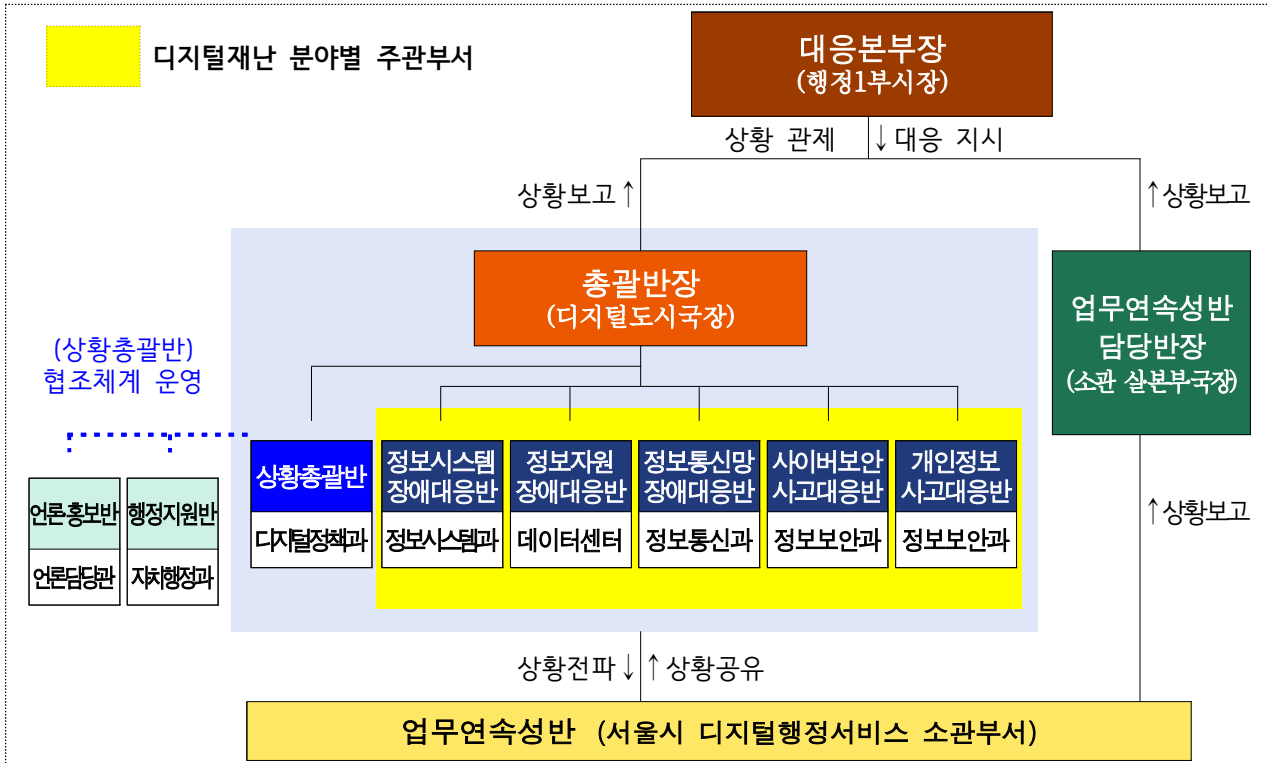 디지털재난 분야별 주관부서
대응본부장
(행정1부시장)
상황 관제 ↓대응 지시
상황보고↑
↑상황보고
총괄반장
(디지털도시국장)
업무연속성반
담당반장
(소관 실본부국장)
(상황총괄반)
협조체계 운영
언론·홍보반
언론담당관
행정지원반
자치행정과
상황총괄반
디지털정책과
정보시스템
장애대응반
정보시스템과
정보자원
장애대응반
데이터센터
정보통신망
장애대응반
정보통신과
사이버보안
사고대응반
정보보안과
개인정보
사고대응반
정보보안과
↑상황보고
상황전파↓ ↑상황공유
업무연속성반 (서울시 디지털행정서비스 소관부서)